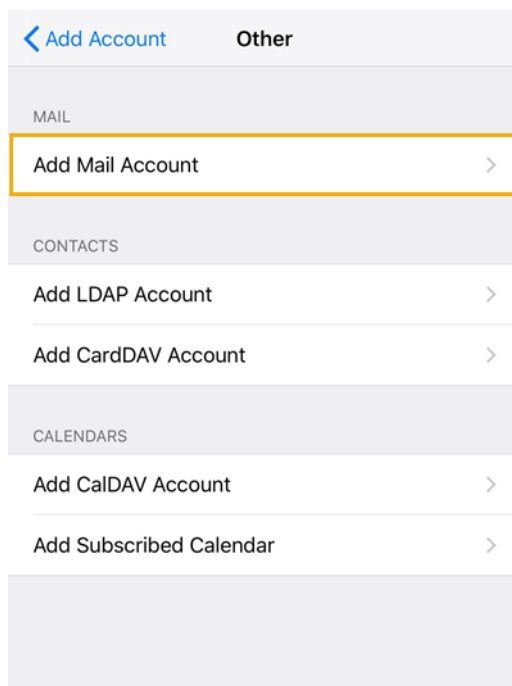 Add Account Other
MAIL
Add Mail Account
CONTACTS
Add LDAP Account
Add CardDAV Account
CALENDARS
Add CalDAV Account
Add Subscribed Calendar